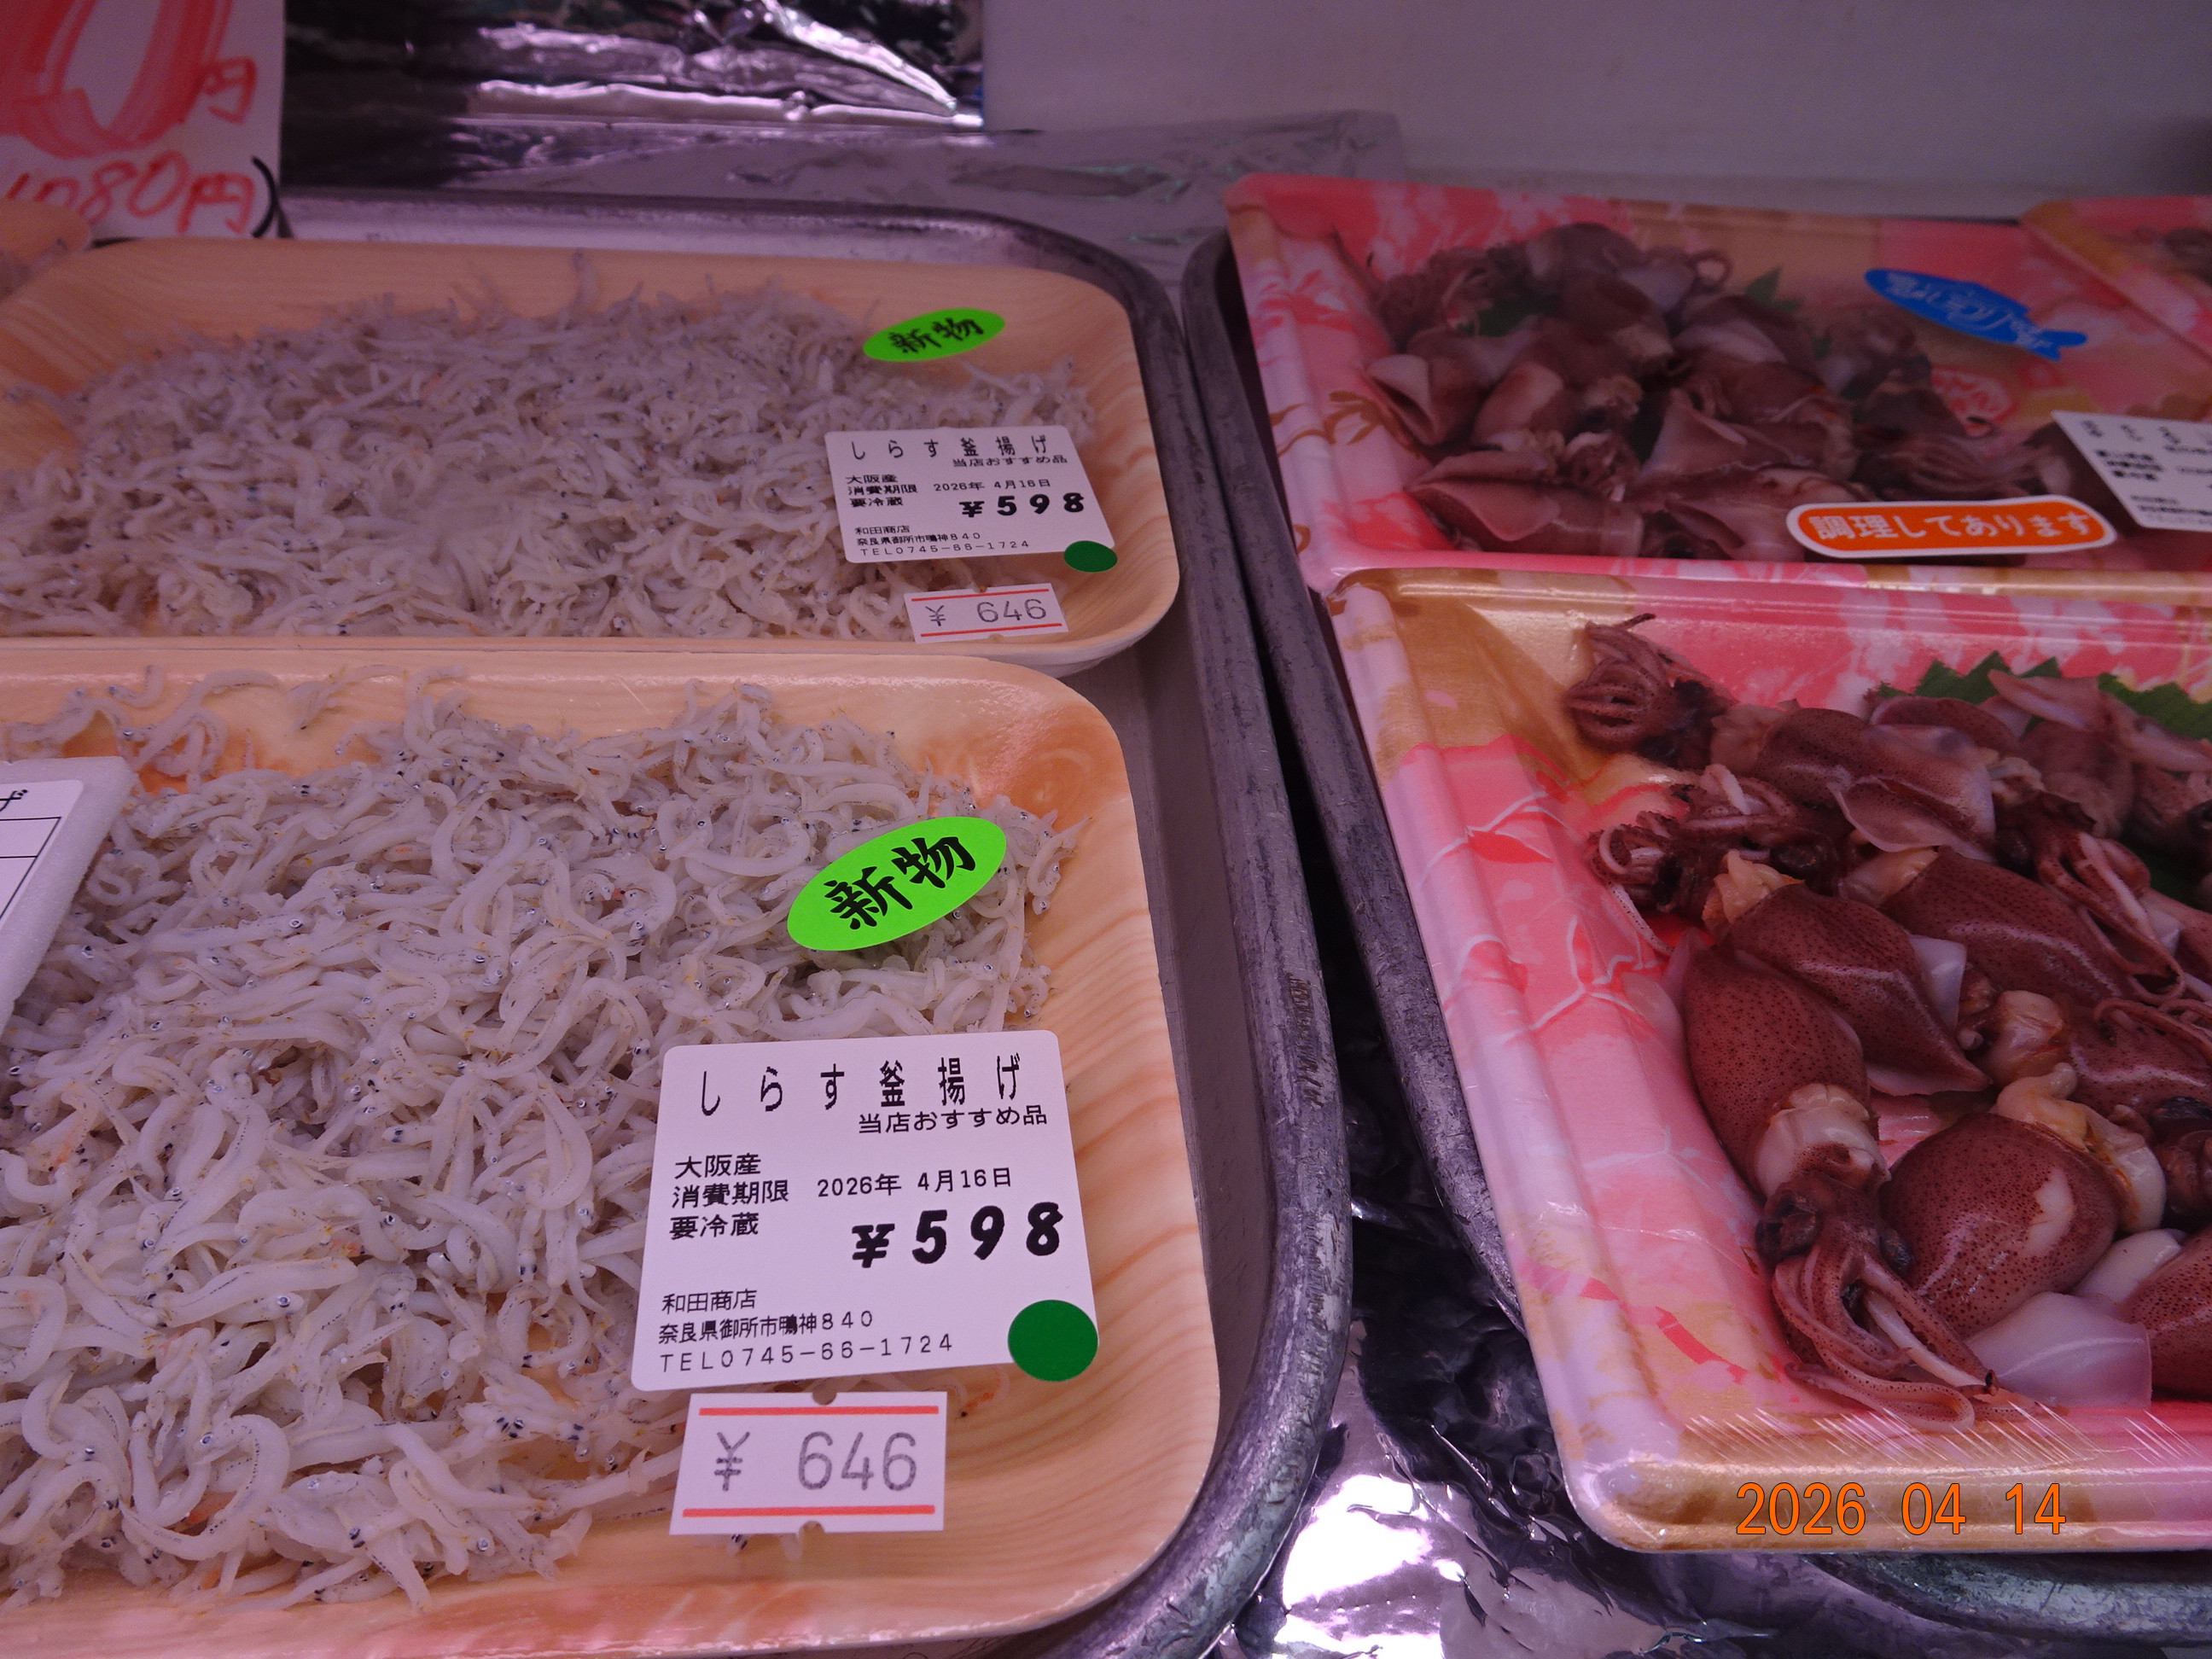 0円
1080円)
新物
しらす釜揚げ
当店おすすめ品
大阪産
消費期限 2026年 4月16日
要冷蔵
¥598
和田商店
奈良県御所市鴨神840
TEL0745-66-1724
¥ 646
調理してあります
げ
新物
しらす釜揚げ
当店おすすめ品
大阪産
消費期限 2026年 4月16日
要冷蔵
¥598
和田商店
奈良県御所市鴨神840
TEL0745-66-1724
¥ 646
2026 04 14